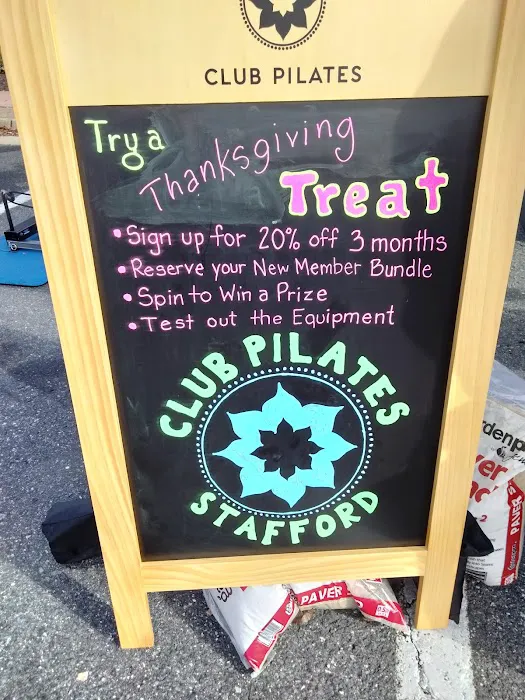 CLUB PILATES
Try a
Thanksgiving
Treat
• Sign up for 20% off 3 months
• Reserve your New Member Bundle
• Spin to Win a Prize
• Test out the Equipment
CLUB PILATES
STAFFORD
PAVER
PAVER